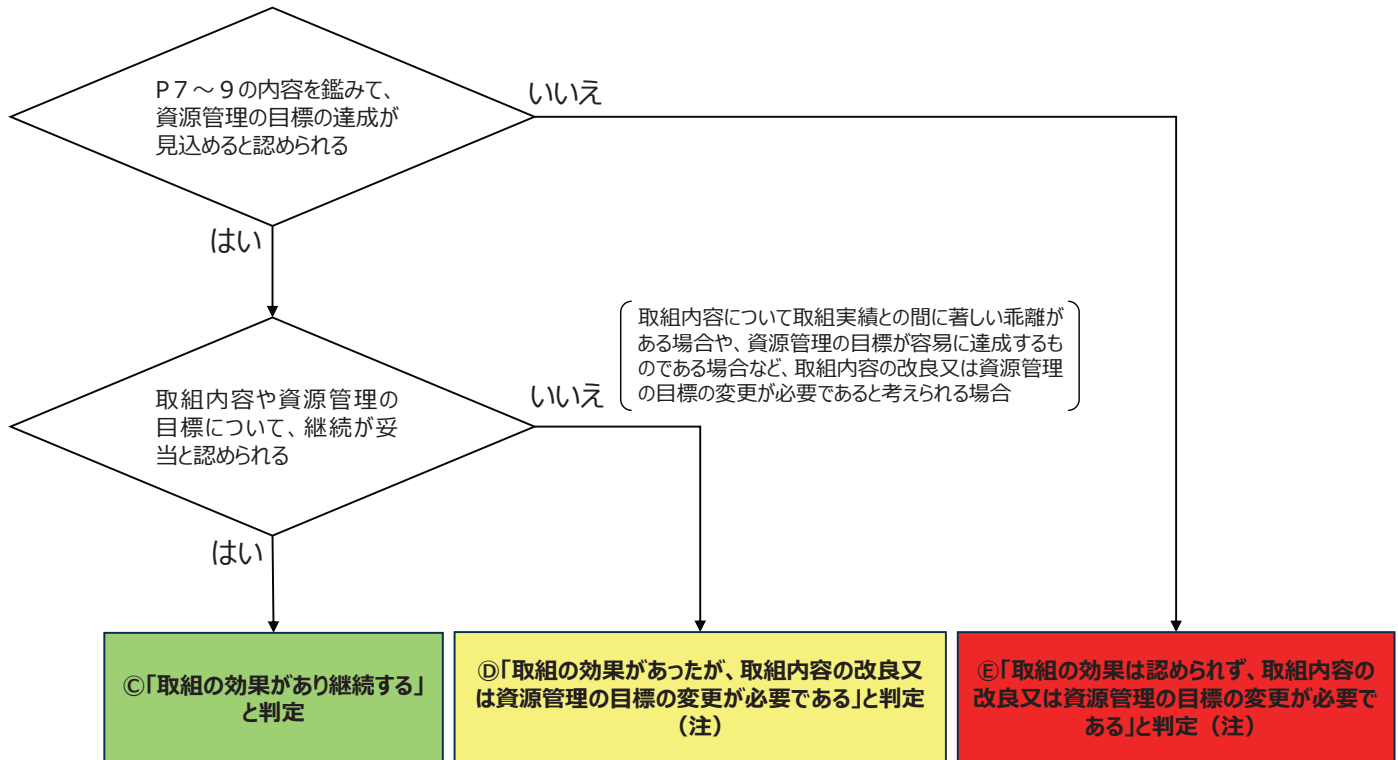 P7～9の内容を鑑みて、
資源管理の目標の達成が
見込めると認められる
いいえ
はい
取組内容について取組実績との間に著しい乖離が
ある場合や、資源管理の目標が容易に達成するも
のである場合など、取組内容の改良又は資源管理
の目標の変更が必要であると考えられる場合
取組内容や資源管理の
目標について、継続が妥
当と認められる
いいえ
はい
Ⓒ「取組の効果があり継続する」
と判定
Ⓓ「取組の効果があったが、取組内容の改良又
は資源管理の目標の変更が必要である」と判定
（注）
Ⓔ「取組の効果は認められず、取組内容の
改良又は資源管理の目標の変更が必要で
ある」と判定（注）